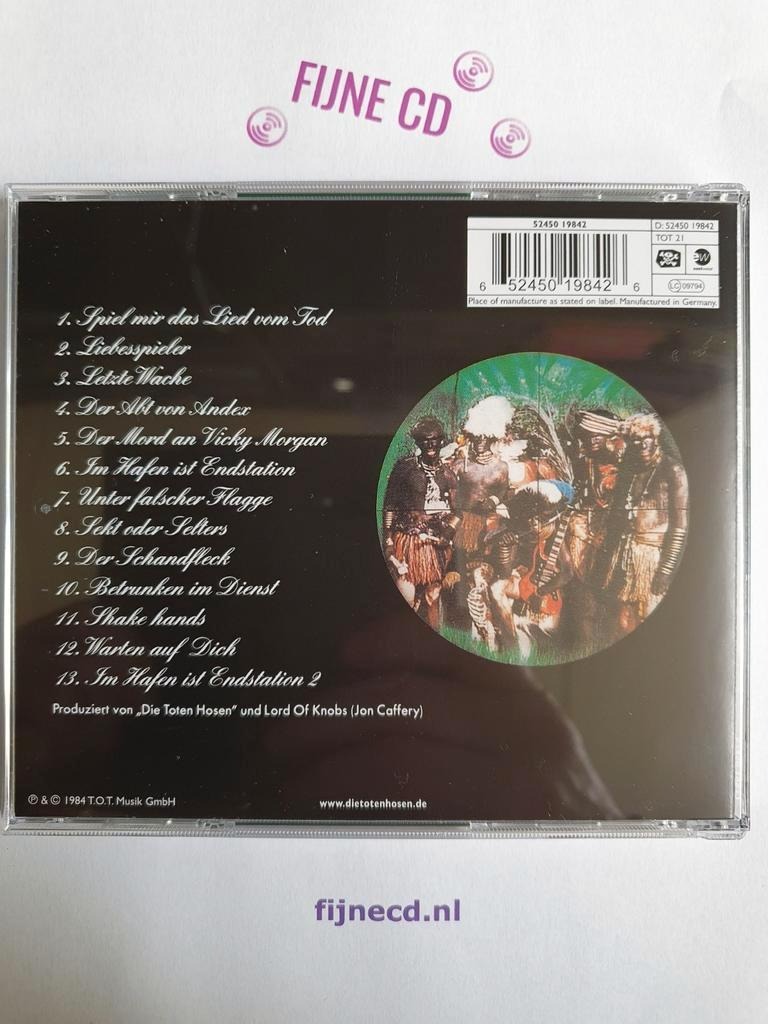 FIJNE CD
52450 19842
D: 52450 19842
TOT 21
6 52450 19842 6
EW
LC 09794
Place of manufacture as stated on label. Manufactured in Germany.
1. Spiel mir das Lied vom Tod
2. Liebesspieler
3. Letzte Wache
4. Der Abt von Andex
5. Der Mord an Vicky Morgan
6. Im Hafen ist Endstation
7. Unter falscher Flagge
8. Sekt oder Selters
9. Der Schandfleck
10. Betrunken im Dienst
11. Shake hands
12. Warten auf Dich
13. Im Hafen ist Endstation 2
Produziert von „Die Toten Hosen" und Lord Of Knobs (Jon Caffery)
℗ & © 1984 T.O.T. Musik GmbH
www.dietotenhosen.de
fijnecd.nl